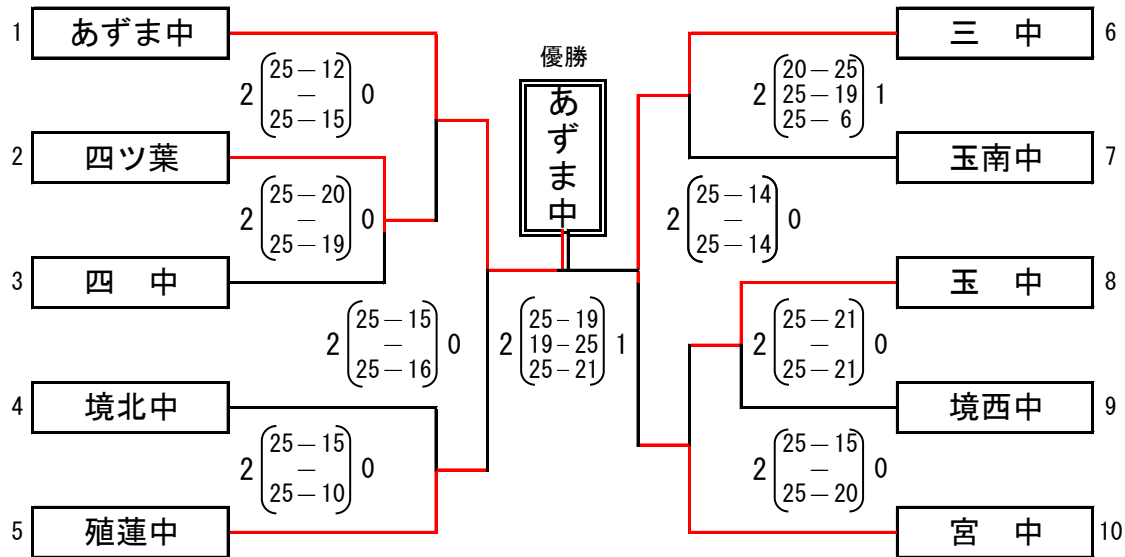 優勝
あずま中
1 あずま中
2 (25－12 － 25－15) 0
2 四ツ葉
2 (25－20 － 25－19) 0
3 四 中
2 (25－15 － 25－16) 0
4 境北中
2 (25－15 － 25－10) 0
5 殖蓮中
2 (25－19 19－25 25－21) 1
三 中 6
2 (20－25 25－19 25－ 6) 1
玉南中 7
2 (25－14 － 25－14) 0
玉 中 8
2 (25－21 － 25－21) 0
境西中 9
2 (25－15 － 25－20) 0
宮 中 10